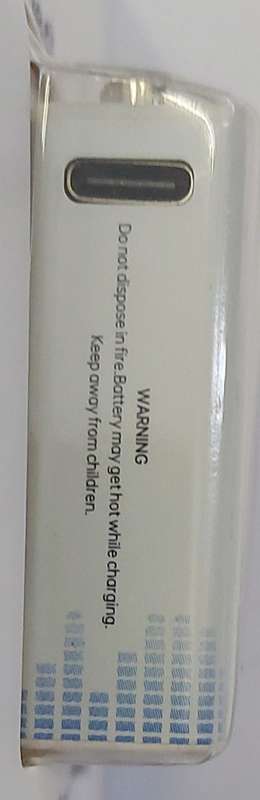 WARNING
Do not dispose in fire.Battery may get hot while charging.
Keep away from children.